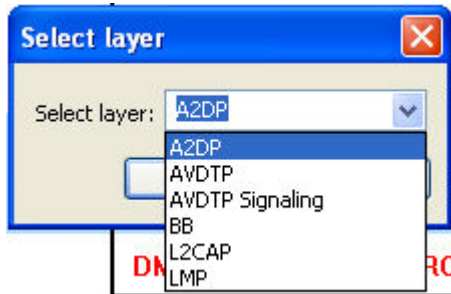 Select layer
Select layer: A2DP
A2DP
AVDTP
AVDTP Signaling
BB
L2CAP
LMP